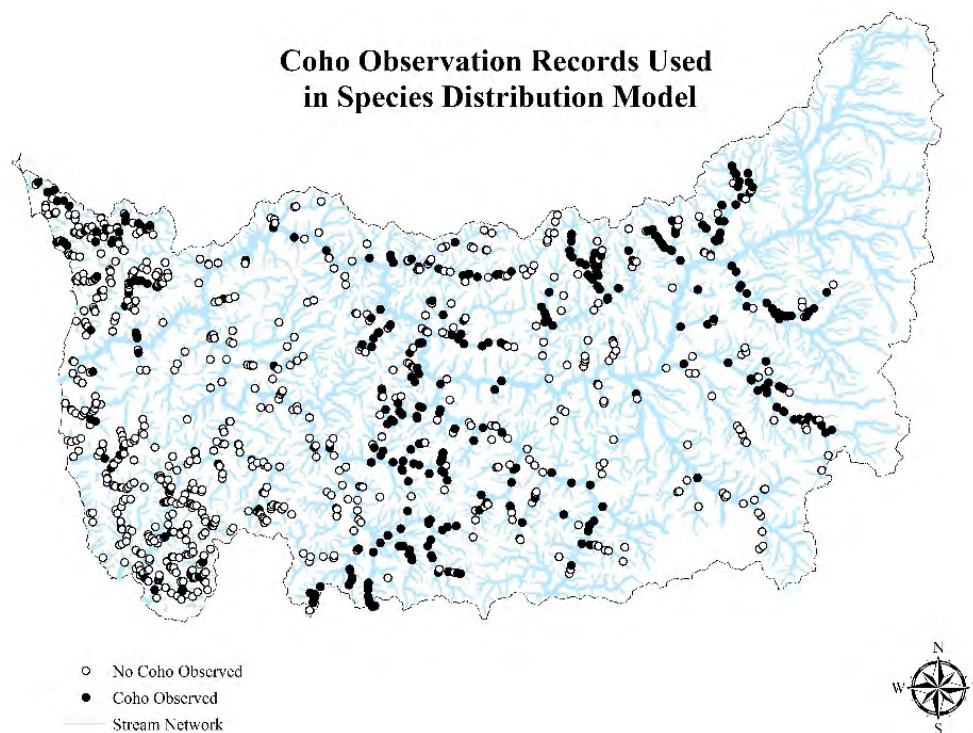 Coho Observation Records Used
in Species Distribution Model
No Coho Observed
Coho Observed
Stream Network
N
W E
S